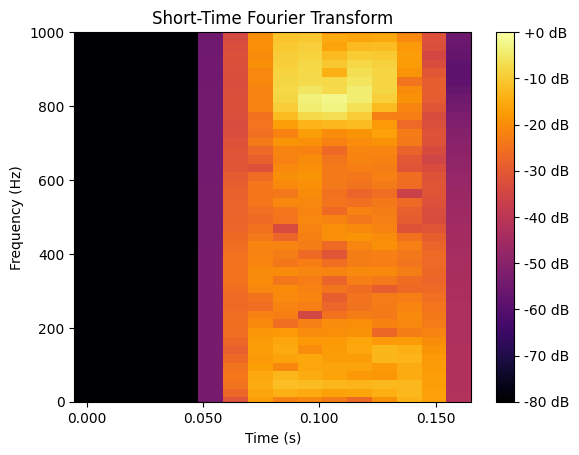 Short-Time Fourier Transform
1000
800
600
400
200
0
Frequency (Hz)
0.000
0.050
0.100
0.150
Time (s)
+0 dB
-10 dB
-20 dB
-30 dB
-40 dB
-50 dB
-60 dB
-70 dB
-80 dB